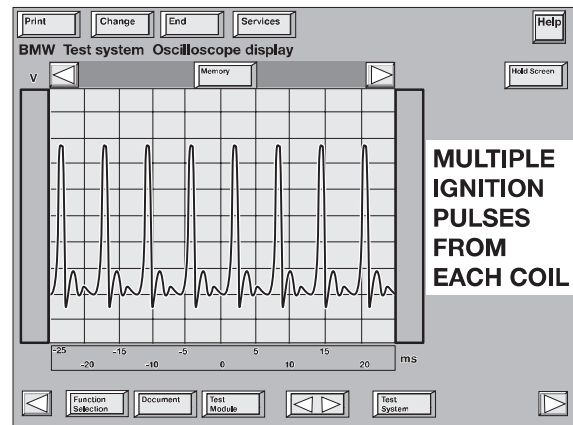 Print Change End Services Help
BMW Test system Oscilloscope display
V Memory Hold Screen
MULTIPLE
IGNITION
PULSES
FROM
EACH COIL
-25 -15 -5 5 15
-20 -10 0 10 20 ms
Function
Selection
Document
Test
Module
Test
System